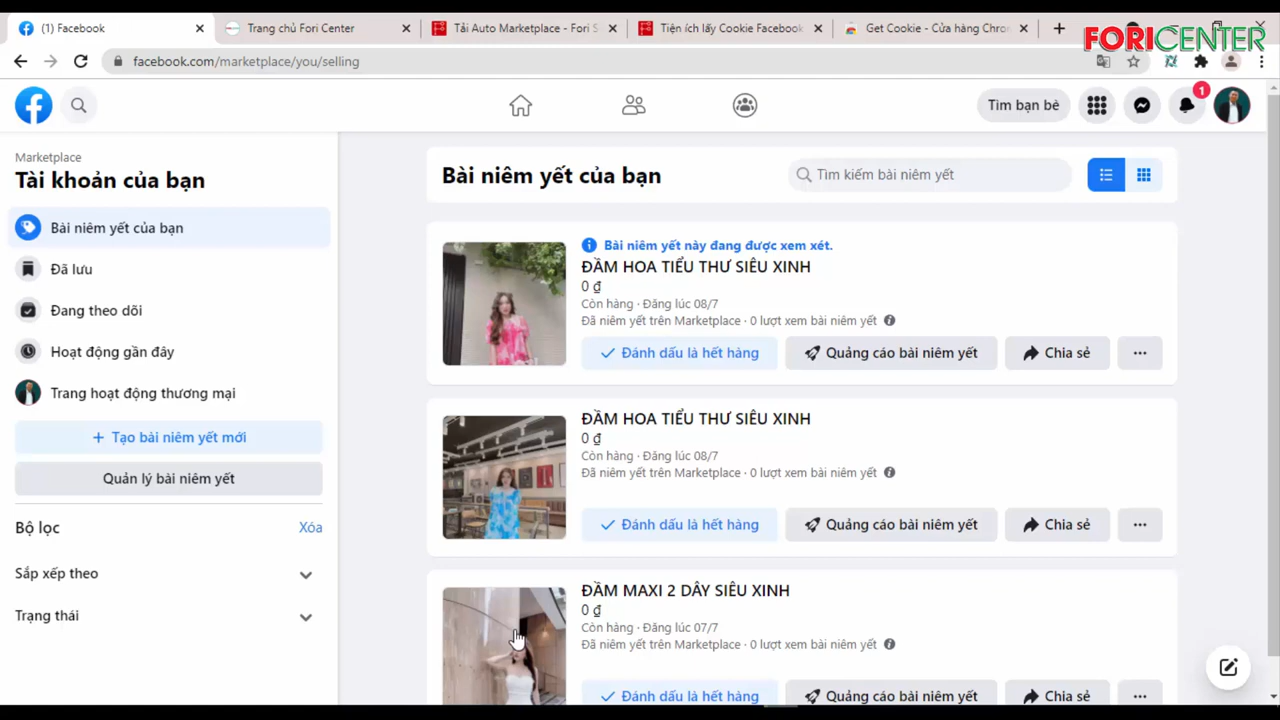 (1) Facebook
Trang chủ Fori Center
Tải Auto Marketplace - Fori S
Tiện ích lấy Cookie Facebook
Get Cookie - Cửa hàng Chro
FORICENTER
facebook.com/marketplace/you/selling
Tìm bạn bè
1
Marketplace
Tài khoản của bạn
Bài niêm yết của bạn
Đã lưu
Đang theo dõi
Hoạt động gần đây
Trang hoạt động thương mại
+ Tạo bài niêm yết mới
Quản lý bài niêm yết
Bộ lọc
Xóa
Sắp xếp theo
Trạng thái
Bài niêm yết của bạn
Tìm kiếm bài niêm yết
Bài niêm yết này đang được xem xét.
ĐẦM HOA TIỂU THƯ SIÊU XINH
0 ₫
Còn hàng · Đăng lúc 08/7
Đã niêm yết trên Marketplace · 0 lượt xem bài niêm yết
Đánh dấu là hết hàng
Quảng cáo bài niêm yết
Chia sẻ
ĐẦM HOA TIỂU THƯ SIÊU XINH
0 ₫
Còn hàng · Đăng lúc 08/7
Đã niêm yết trên Marketplace · 0 lượt xem bài niêm yết
Đánh dấu là hết hàng
Quảng cáo bài niêm yết
Chia sẻ
ĐẦM MAXI 2 DÂY SIÊU XINH
0 ₫
Còn hàng · Đăng lúc 07/7
Đã niêm yết trên Marketplace · 0 lượt xem bài niêm yết
Đánh dấu là hết hàng
Quảng cáo bài niêm yết
Chia sẻ